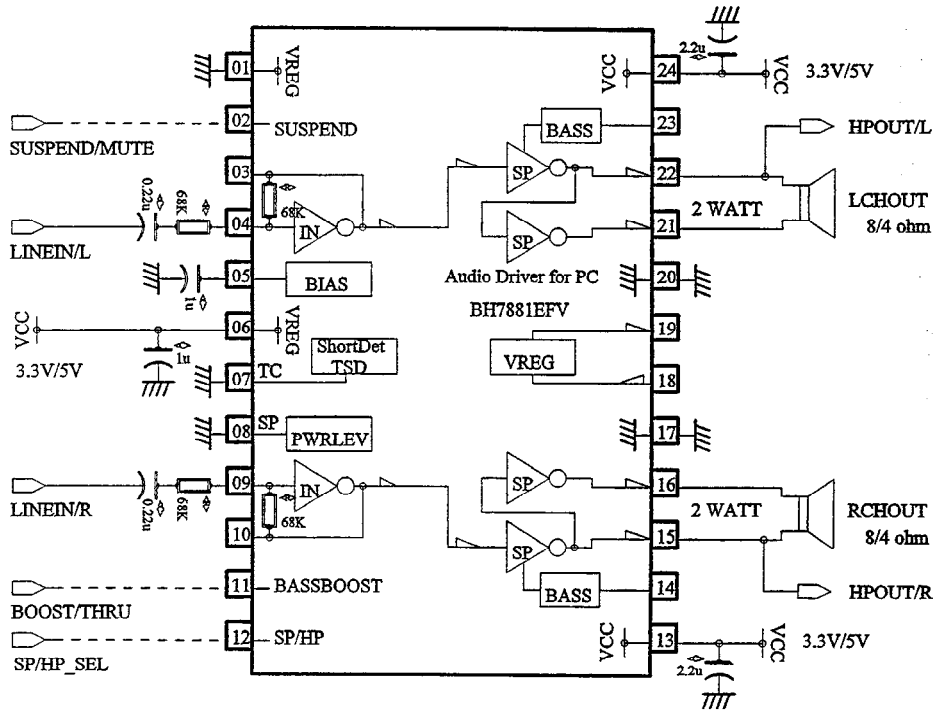 01
VREG
VCC
24
2.2u
VCC
3.3V/5V
02
SUSPEND
SUSPEND/MUTE
BASS
23
HPOUT/L
03
SP
22
0.22u
68K
04
68K
IN
2 WATT
LCHOUT
8/4 ohm
LINEIN/L
SP
21
05
BIAS
1u
Audio Driver for PC
20
BH7881EFV
VCC
06
VREG
19
3.3V/5V
1u
ShortDet
TSD
VREG
07
TC
18
08
SP
PWRLEV
17
09
IN
SP
16
LINEIN/R
0.22u
68K
68K
2 WATT
RCHOUT
8/4 ohm
10
SP
15
11
BASSBOOST
BASS
14
HPOUT/R
BOOST/THRU
12
SP/HP
VCC
13
VCC
3.3V/5V
SP/HP_SEL
2.2u